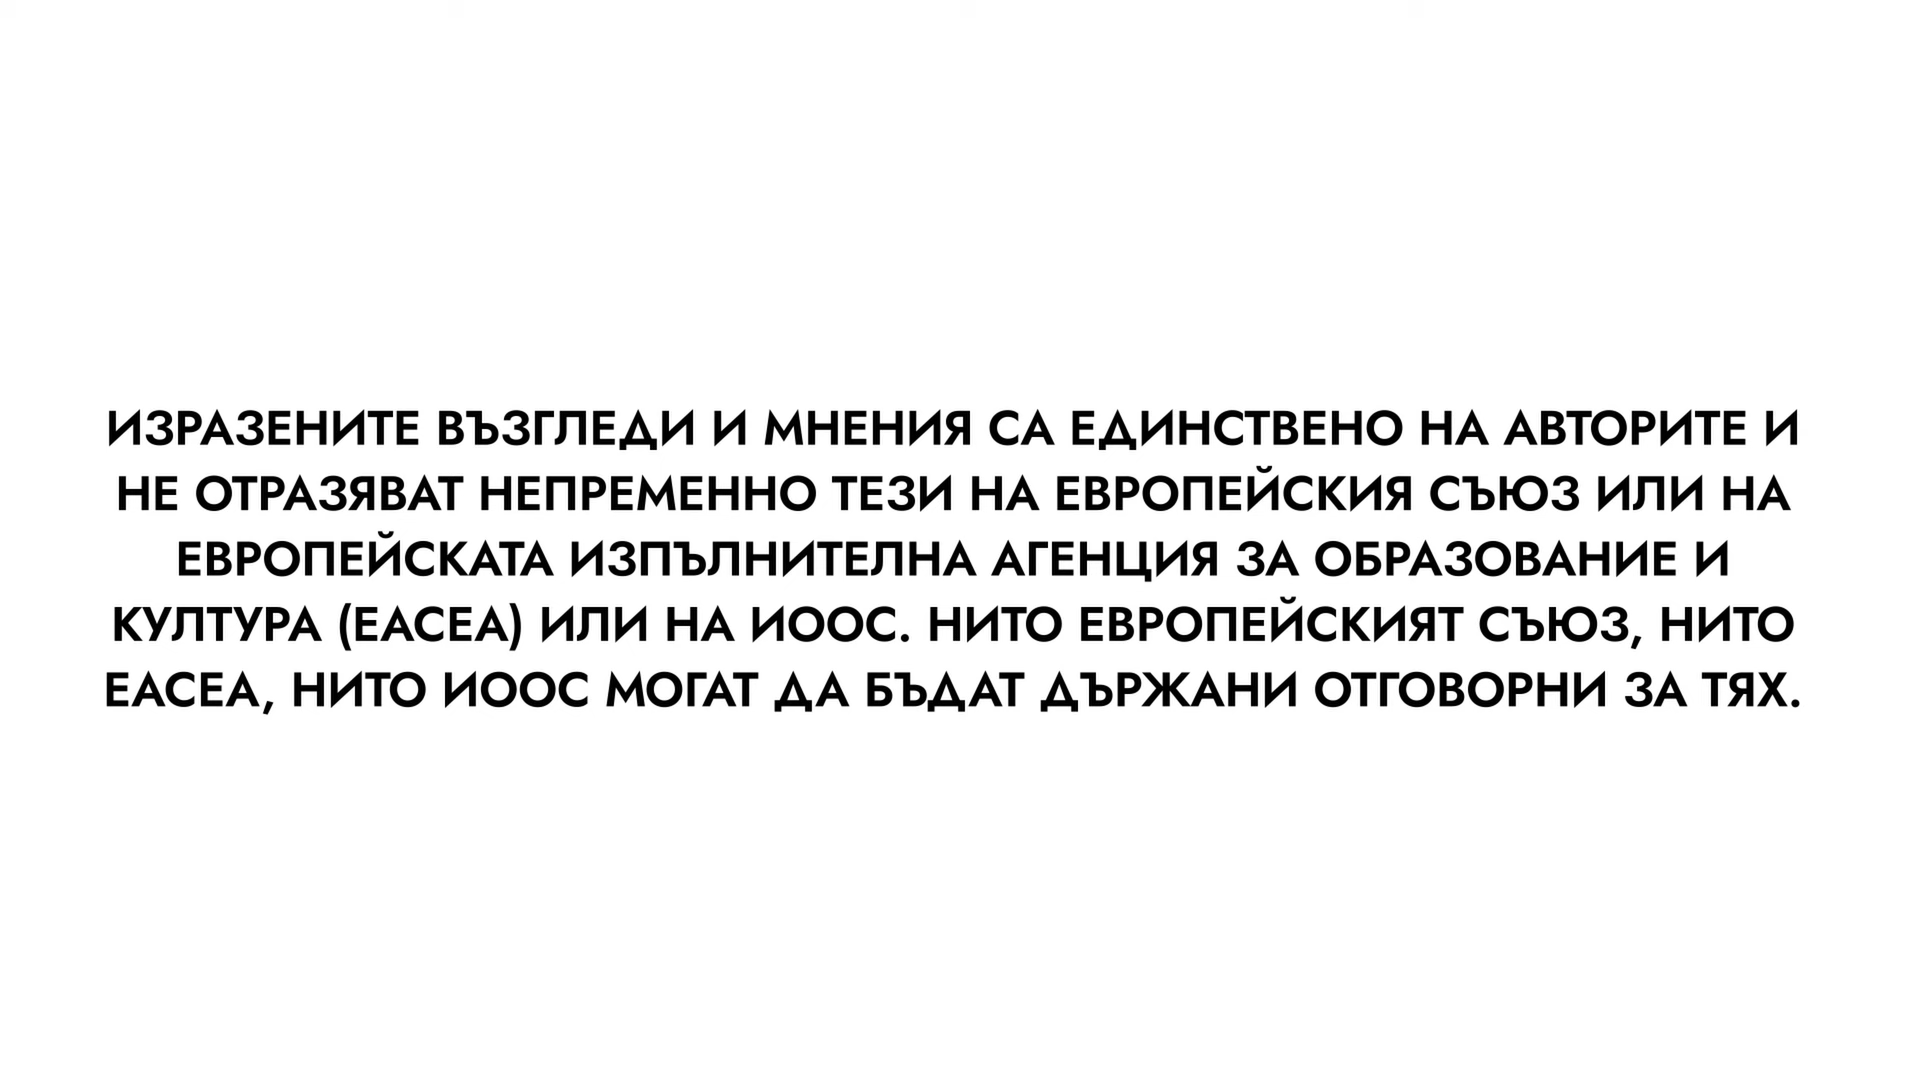 ИЗРАЗЕНИТЕ ВЪЗГЛЕДИ И МНЕНИЯ СА ЕДИНСТВЕНО НА АВТОРИТЕ И
НЕ ОТРАЗЯВАТ НЕПРЕМЕННО ТЕЗИ НА ЕВРОПЕЙСКИЯ СЪЮЗ ИЛИ НА
ЕВРОПЕЙСКАТА ИЗПЪЛНИТЕЛНА АГЕНЦИЯ ЗА ОБРАЗОВАНИЕ И
КУЛТУРА (EACEA) ИЛИ НА ИООС. НИТО ЕВРОПЕЙСКИЯТ СЪЮЗ, НИТО
EACEA, НИТО ИООС МОГАТ ДА БЪДАТ ДЪРЖАНИ ОТГОВОРНИ ЗА ТЯХ.